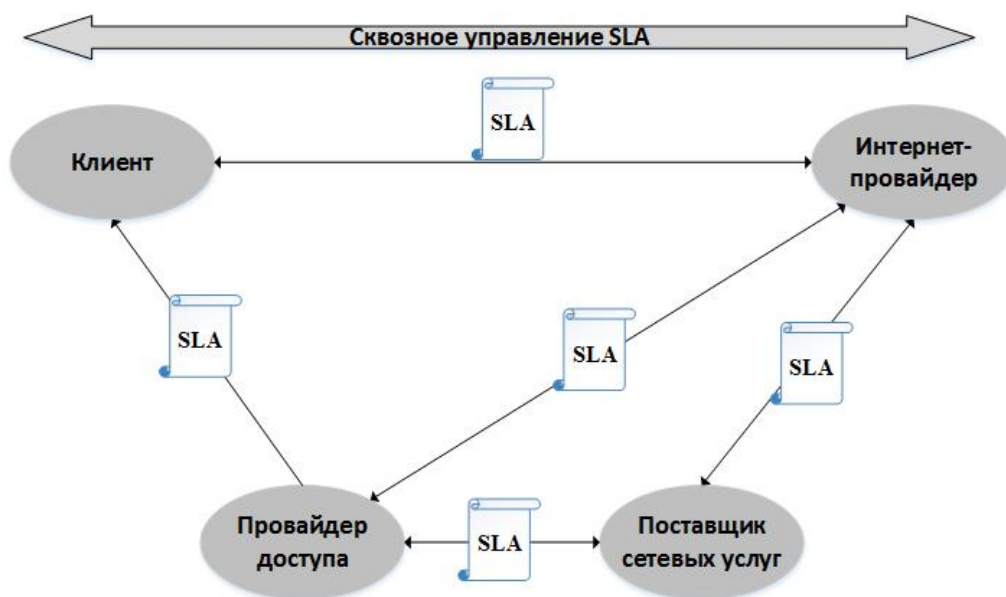 Сквозное управление SLA
SLA
Клиент
Интернет-
провайдер
SLA
SLA
SLA
Провайдер
доступа
SLA
Поставщик
сетевых услуг